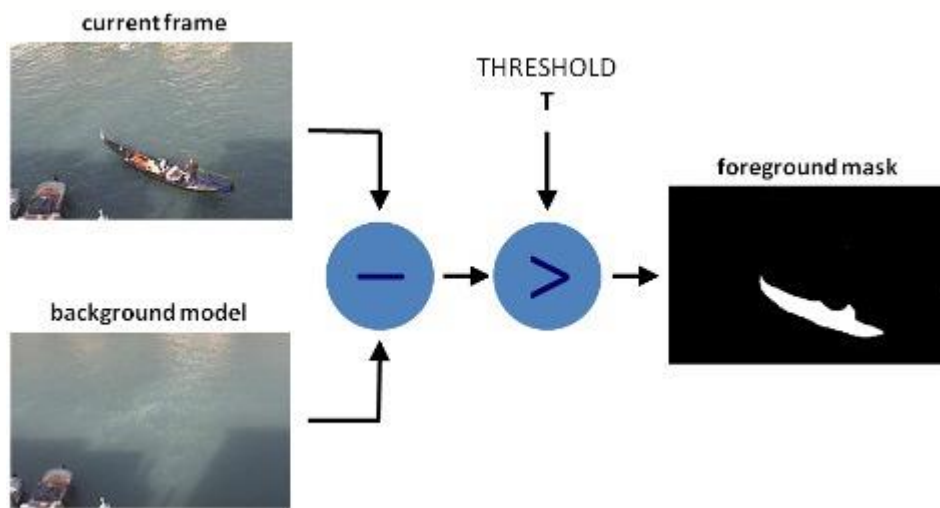 current frame
THRESHOLD
T
foreground mask
background model